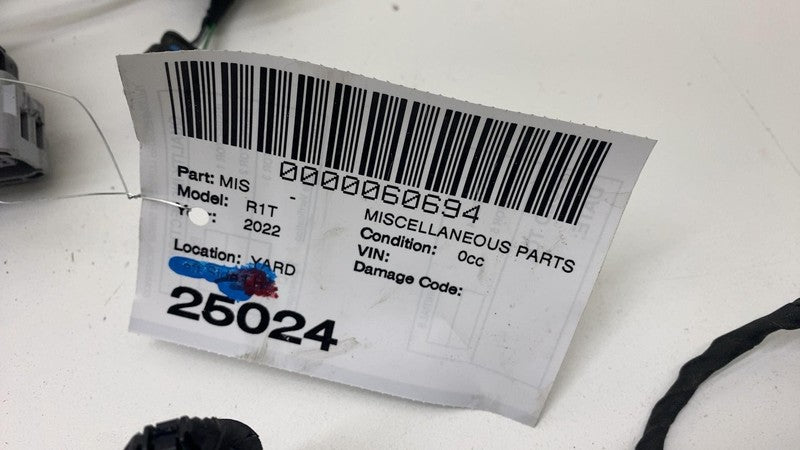 0000060694
Part: MIS - MISCELLANEOUS PARTS
Model: R1T Condition: 0cc
2022 VIN:
Location: YARD Damage Code:
25024